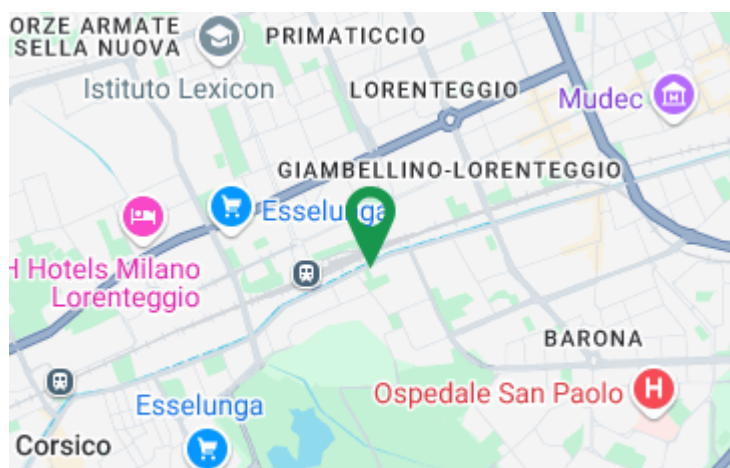 ORZE ARMATE
SELLA NUOVA
PRIMATICCIO
Istituto Lexicon
LORENTEGGIO
Mudec
M
GIAMBELLINO-LORENTEGGIO
Esselunga
H Hotels Milano
Lorenteggio
BARONA
Ospedale San Paolo
H
Esselunga
Corsico